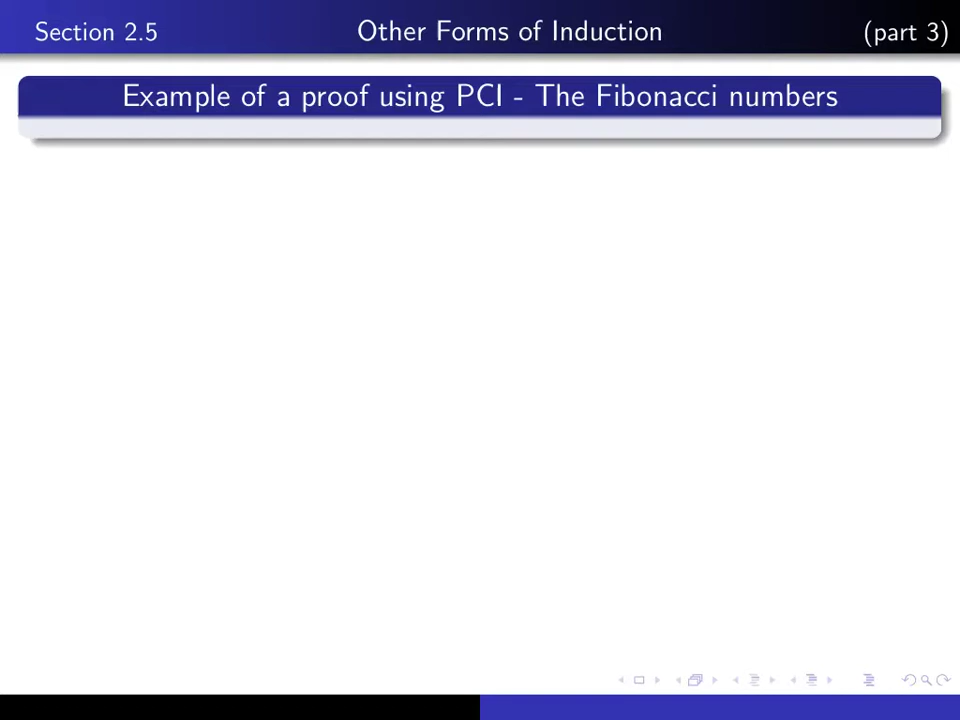 Section 2.5 Other Forms of Induction (part 3)
Example of a proof using PCI - The Fibonacci numbers